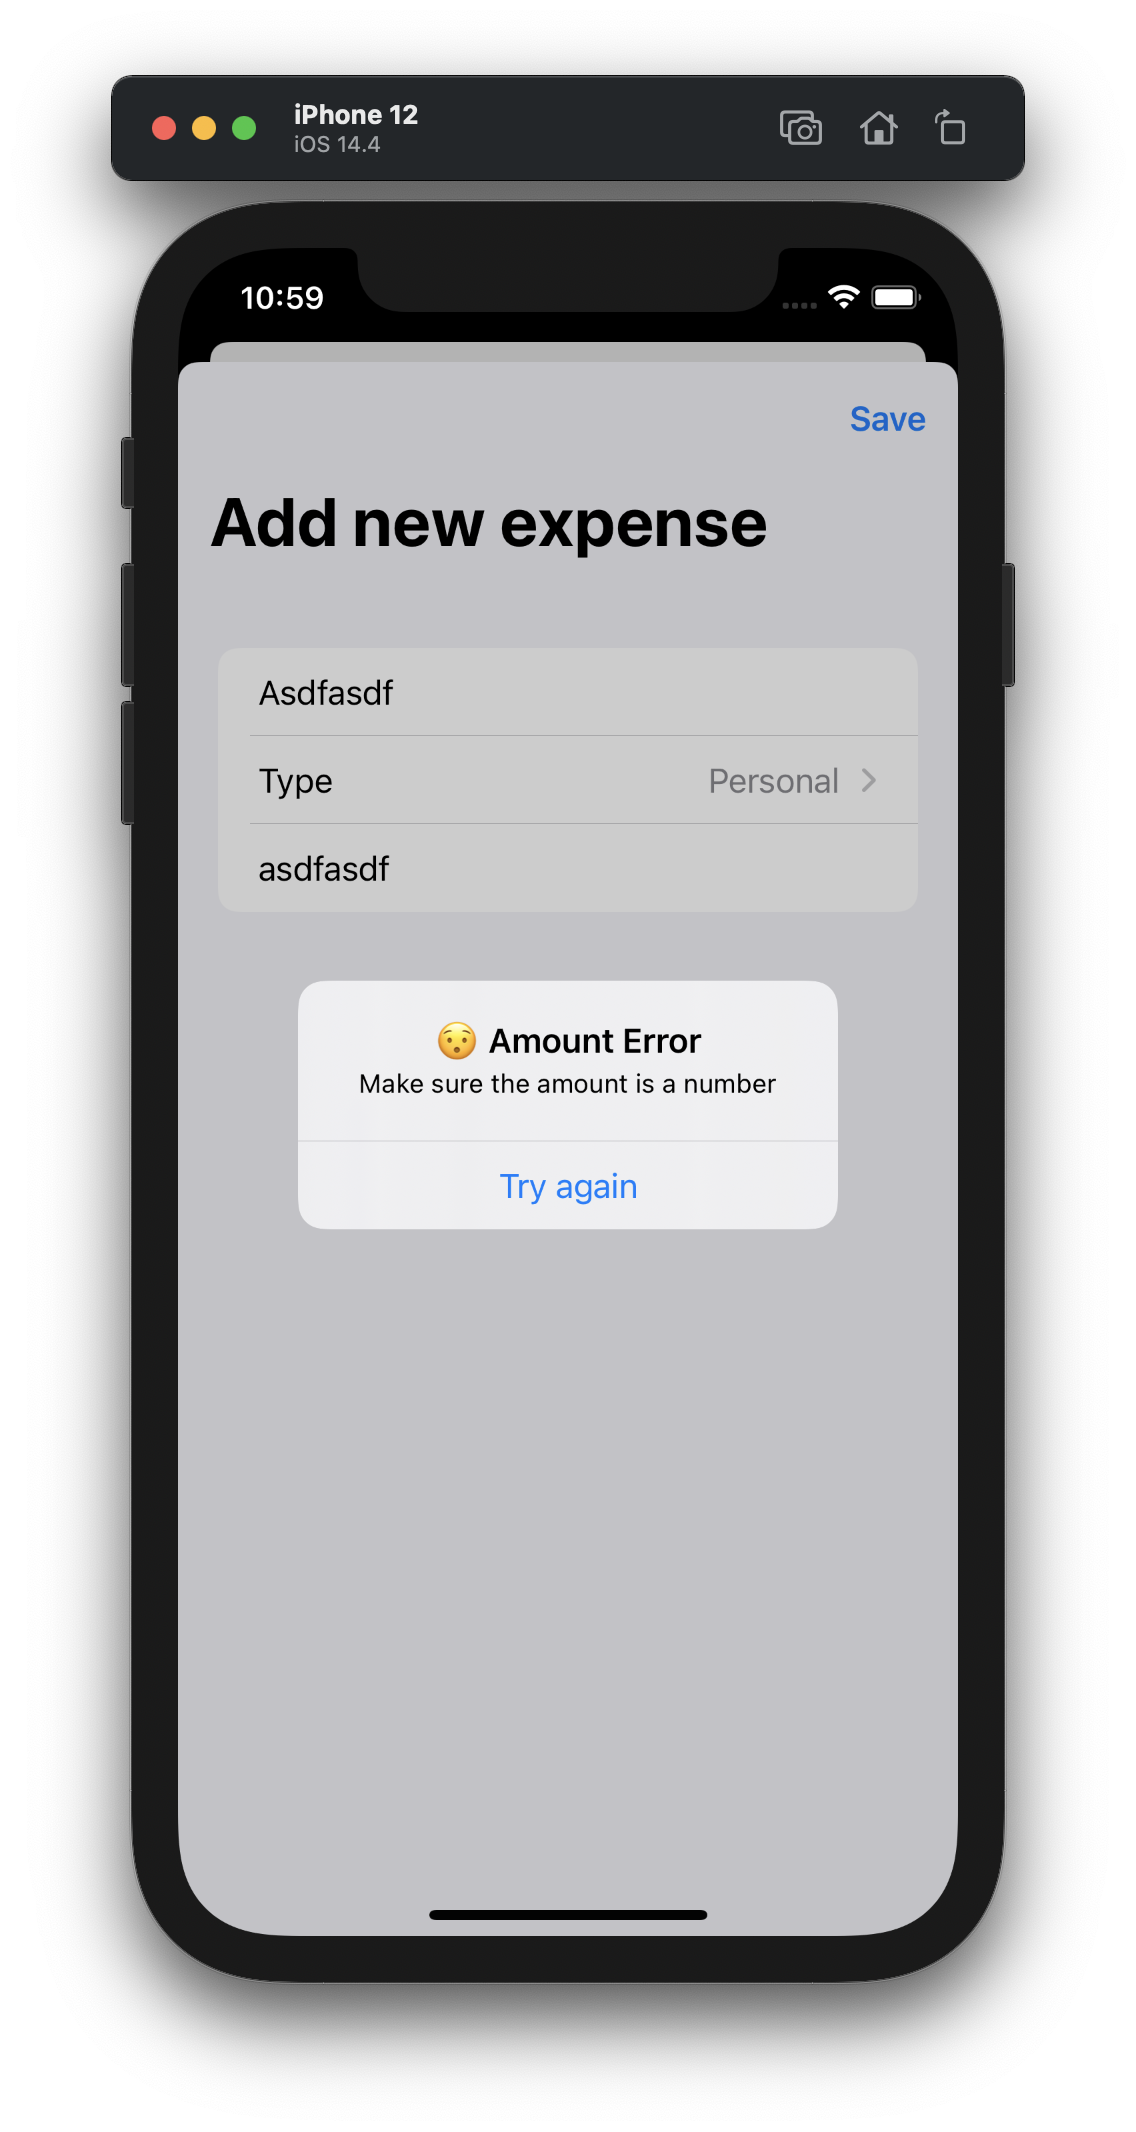 iPhone 12
iOS 14.4
10:59
Save
Add new expense
Asdfasdf
Type Personal
asdfasdf
😯 Amount Error
Make sure the amount is a number
Try again